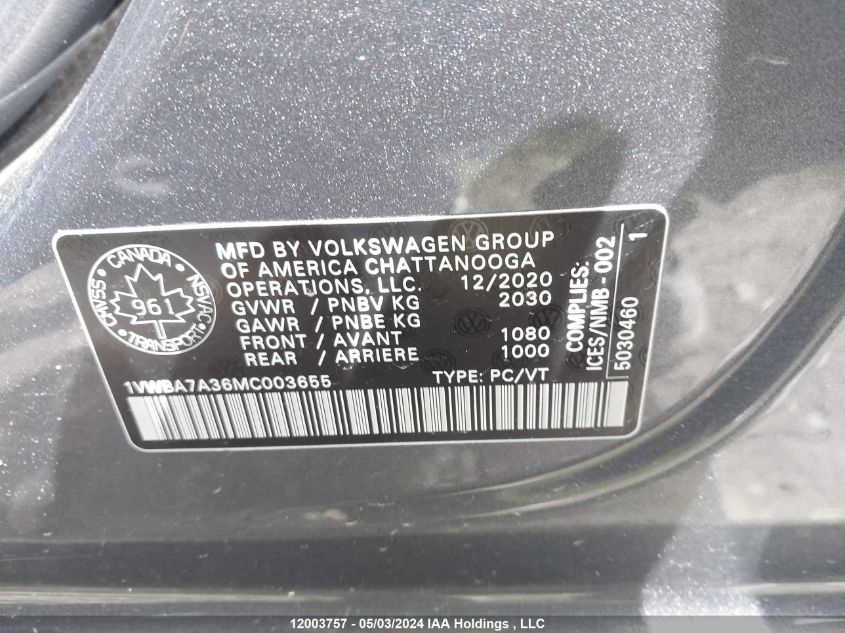 CANADA
CMVSS
NSVAC
961
TRANSPORT
MFD BY VOLKSWAGEN GROUP
OF AMERICA CHATTANOOGA
OPERATIONS, LLC. 12/2020
GVWR / PNBV KG 2030
GAWR / PNBE KG
FRONT / AVANT 1080
REAR / ARRIERE 1000
COMPLIES:
ICES/NMB - 002
5030460 1
1VWBA7A36MC003655 TYPE: PC/VT
12003757 - 05/03/2024 IAA Holdings , LLC